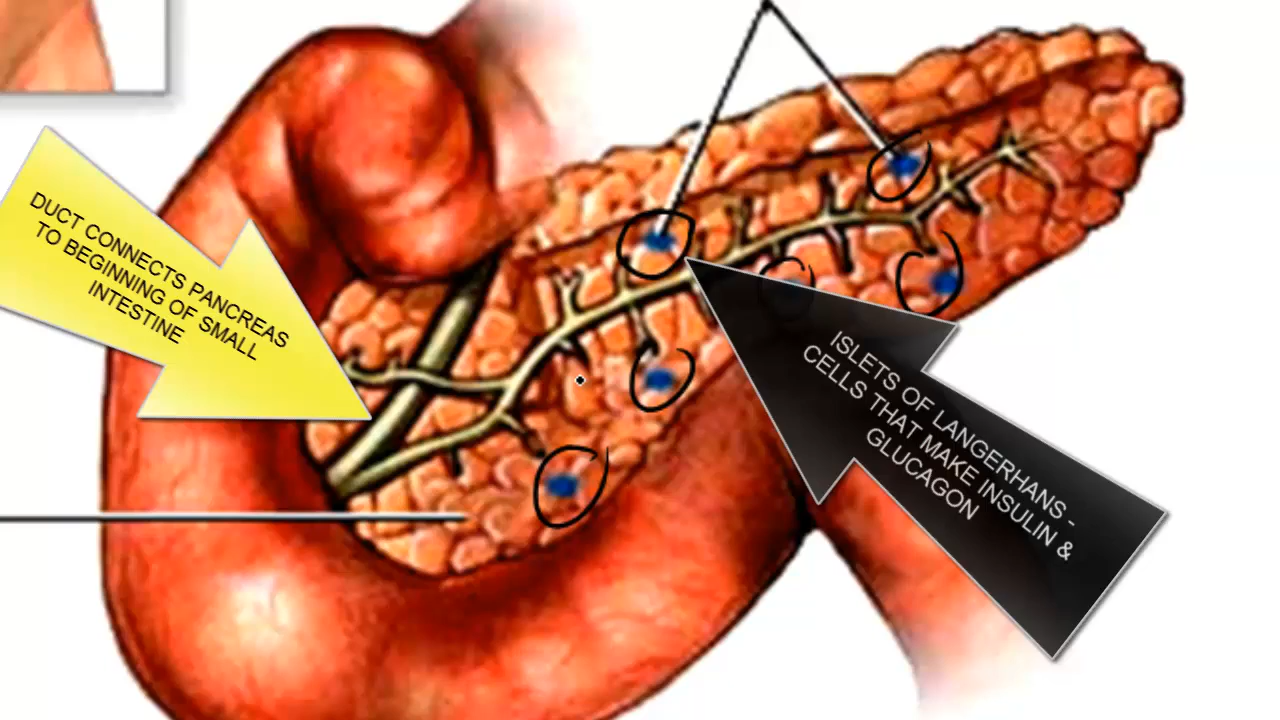 DUCT CONNECTS PANCREAS
TO BEGINNING OF SMALL
INTESTINE
ISLETS OF LANGERHANS -
CELLS THAT MAKE INSULIN &
GLUCAGON